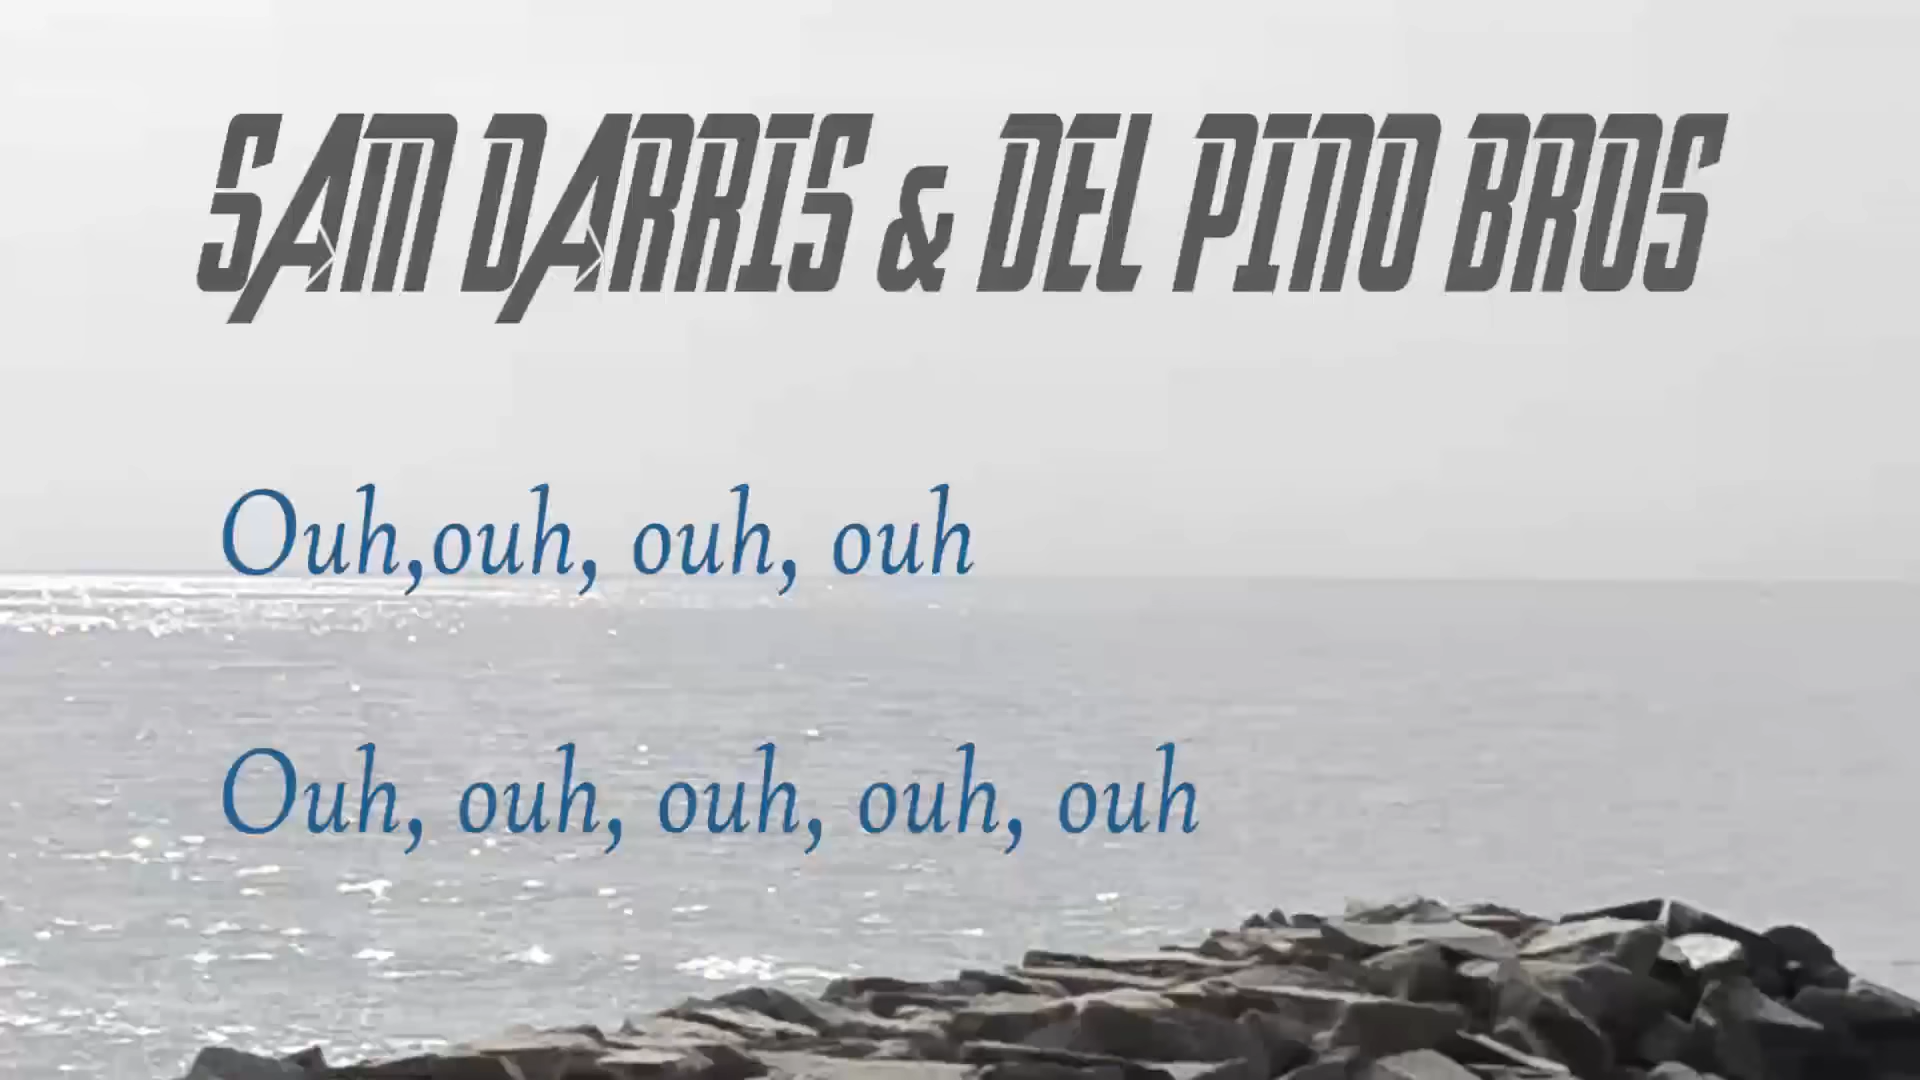 SAM DARRIS & DEL PINO BROS
Ouh,ouh, ouh, ouh
Ouh, ouh, ouh, ouh, ouh